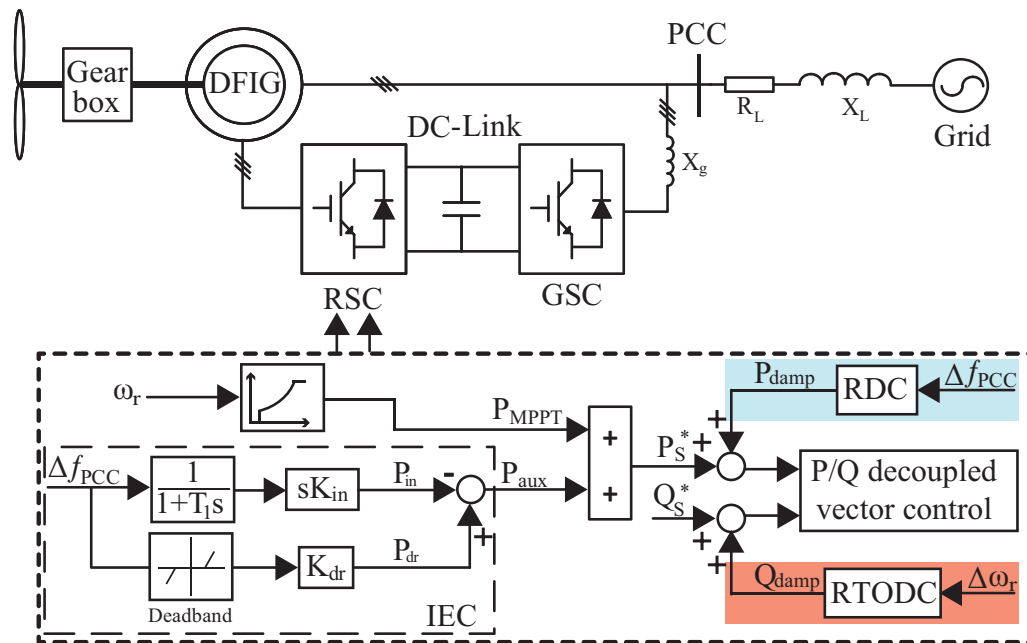 PCC
Gear
box
DFIG
R_L
X_L
Grid
DC-Link
X_g
RSC
GSC
ω_r
P_MPPT
P_damp
RDC
Δf_PCC
+
+
+
P_S^*
+
Δf_PCC
1
1+T_1s
sK_in
P_in
-
P_aux
+
P/Q decoupled
vector control
Q_S^*
+
+
K_dr
P_dr
+
Deadband
IEC
Q_damp
RTODC
Δω_r